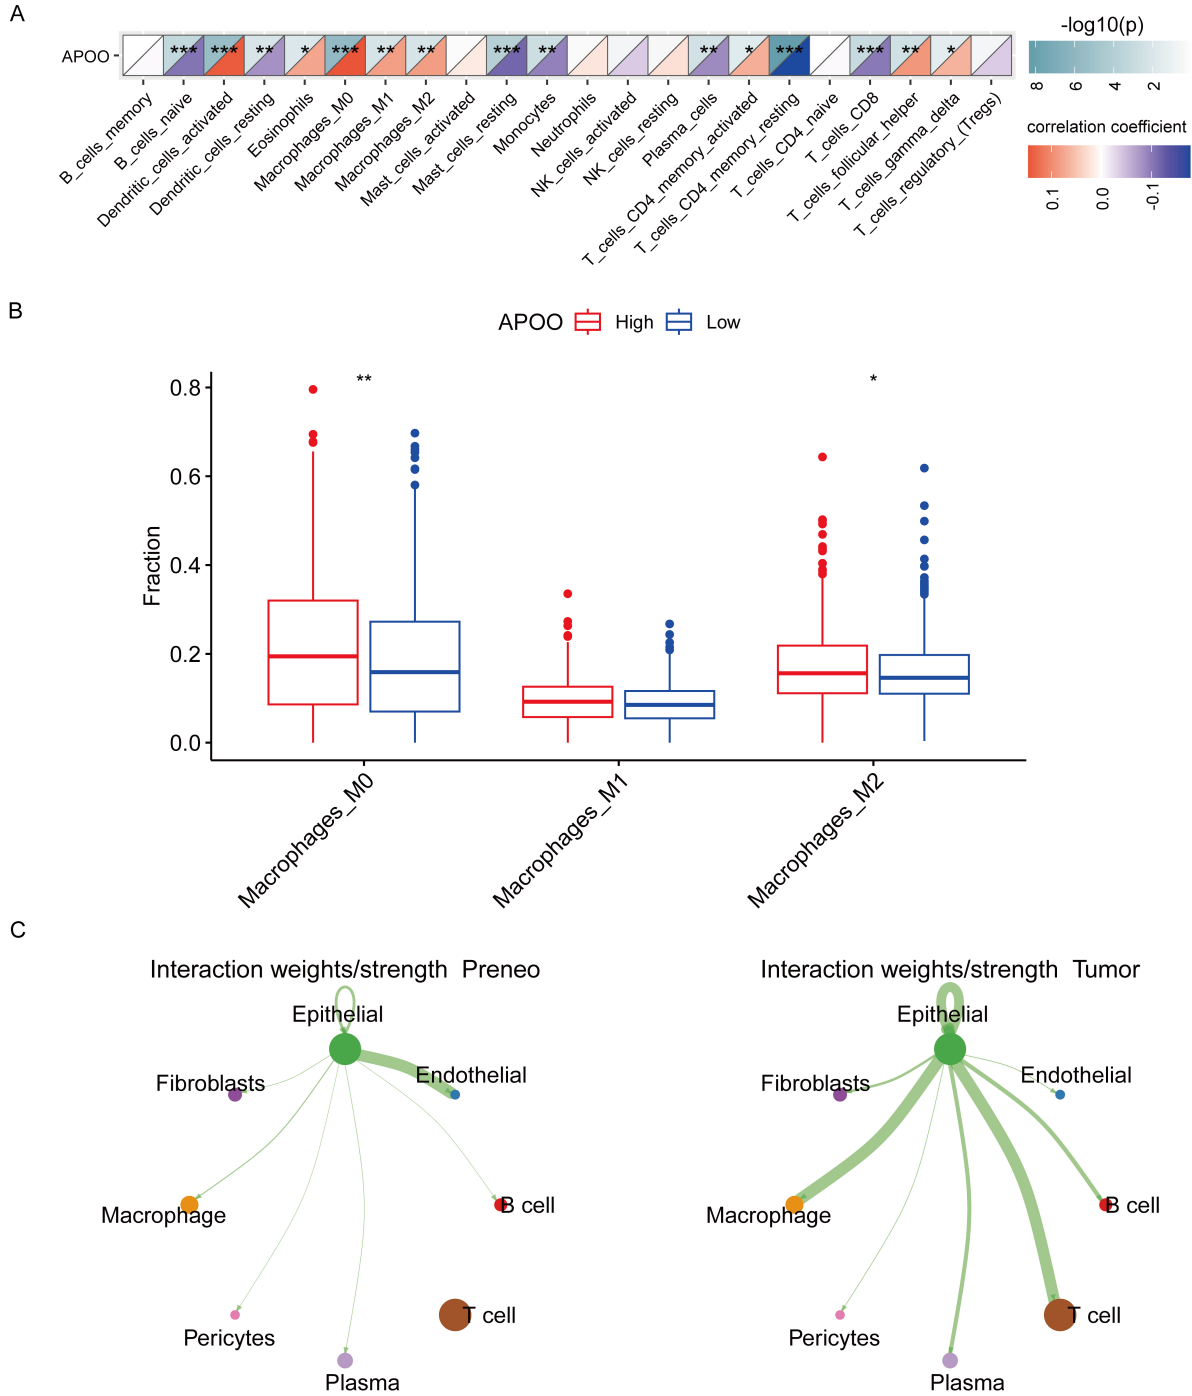 A
APOO
*** *** ** * *** ** ** *** ** ** * *** *** ** *
B_cells_memory
B_cells_naive
Dendritic_cells_activated
Dendritic_cells_resting
Eosinophils
Macrophages_M0
Macrophages_M1
Macrophages_M2
Mast_cells_activated
Mast_cells_resting
Monocytes
Neutrophils
NK_cells_activated
NK_cells_resting
Plasma_cells
T_cells_CD4_memory_activated
T_cells_CD4_memory_resting
T_cells_CD4_naive
T_cells_CD8
T_cells_follicular_helper
T_cells_gamma_delta
T_cells_regulatory_(Tregs)
-log10(p)
8 6 4 2
correlation coefficient
0.1 0.0 -0.1
B
APOO High Low
** *
Fraction
0.8
0.6
0.4
0.2
0.0
Macrophages_M0
Macrophages_M1
Macrophages_M2
C
Interaction weights/strength Preneo
Epithelial
Fibroblasts
Endothelial
Macrophage
B cell
Pericytes
T cell
Plasma
Interaction weights/strength Tumor
Epithelial
Fibroblasts
Endothelial
Macrophage
B cell
Pericytes
T cell
Plasma